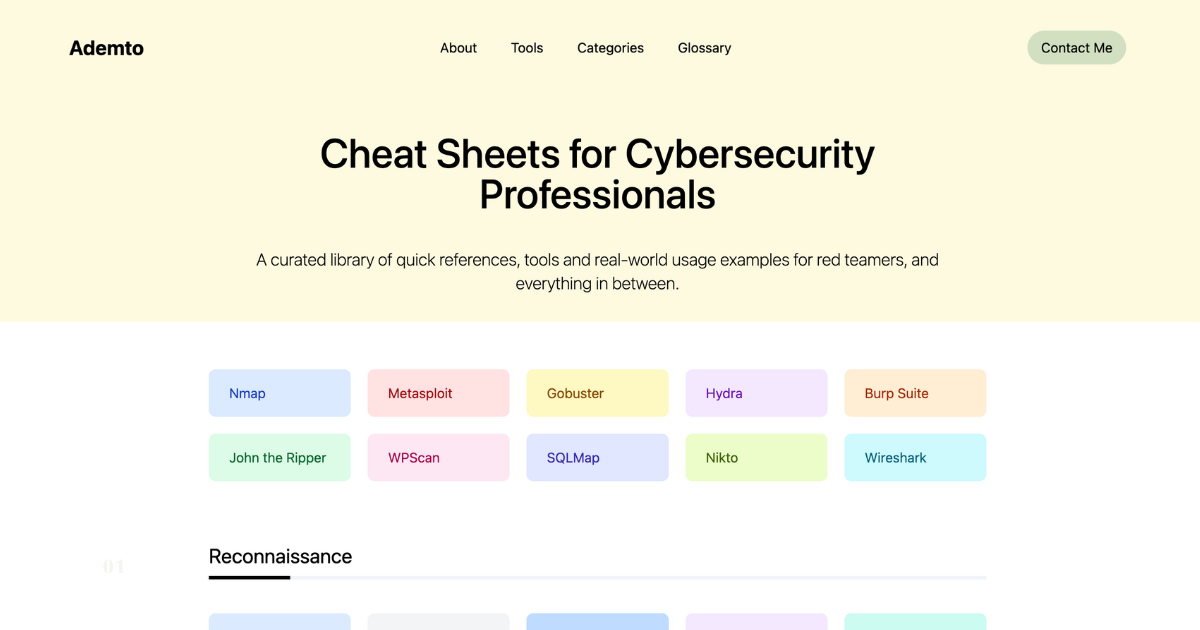 Ademto
About Tools Categories Glossary
Contact Me
Cheat Sheets for Cybersecurity
Professionals
A curated library of quick references, tools and real-world usage examples for red teamers, and
everything in between.
Nmap Metasploit Gobuster Hydra Burp Suite
John the Ripper WPScan SQLMap Nikto Wireshark
01
Reconnaissance